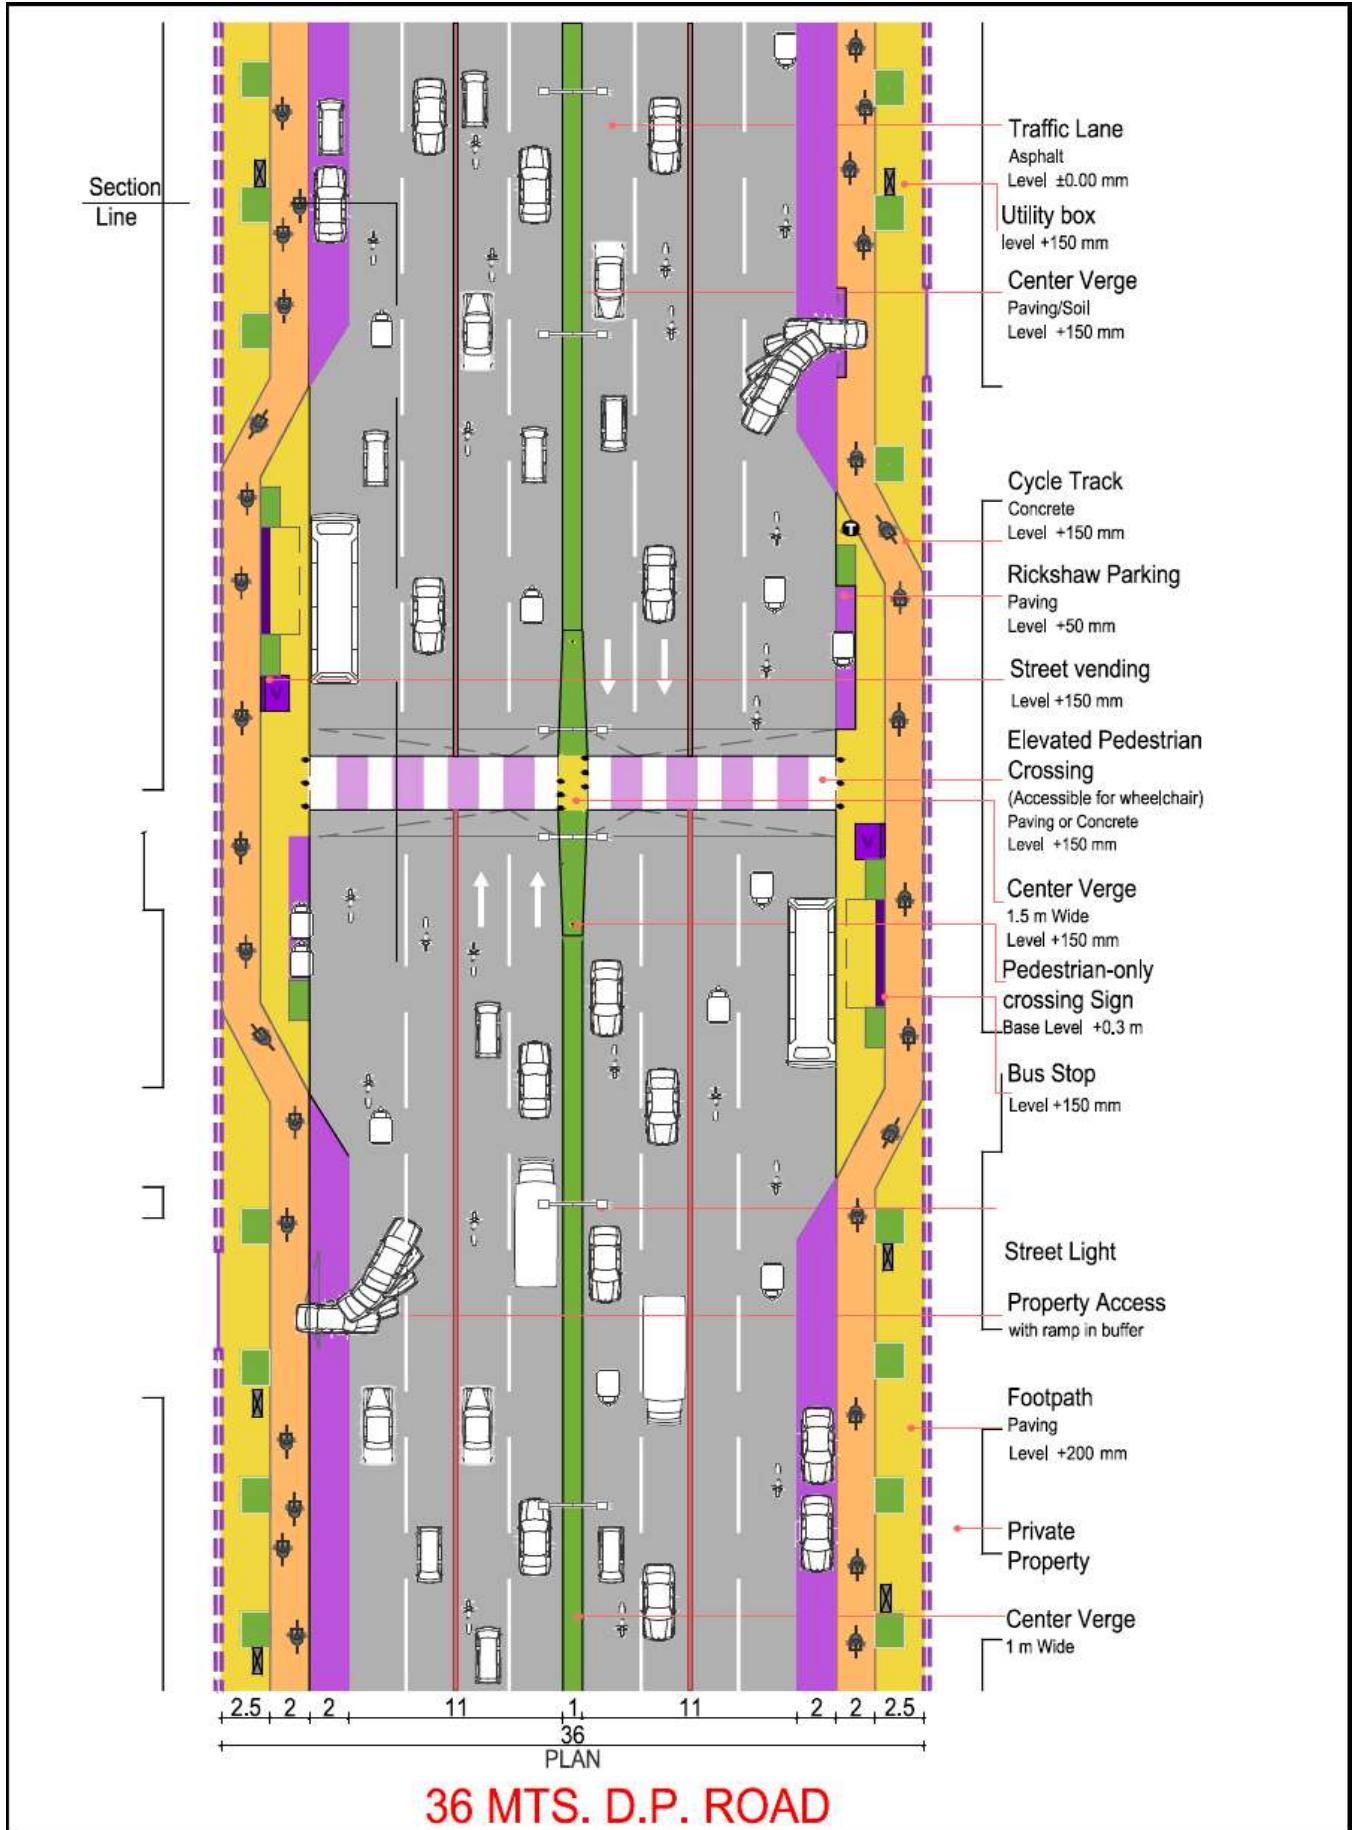 Section
Line
Traffic Lane
Asphalt
Level ±0.00 mm
Utility box
level +150 mm
Center Verge
Paving/Soil
Level +150 mm
Cycle Track
Concrete
Level +150 mm
Rickshaw Parking
Paving
Level +50 mm
Street vending
Level +150 mm
Elevated Pedestrian
Crossing
(Accessible for wheelchair)
Paving or Concrete
Level +150 mm
Center Verge
1.5 m Wide
Level +150 mm
Pedestrian-only
crossing Sign
Base Level +0.3 m
Bus Stop
Level +150 mm
Street Light
Property Access
with ramp in buffer
Footpath
Paving
Level +200 mm
Private
Property
Center Verge
1 m Wide
T
V
V
2.5 2 2 11 1 11 2 2 2.5
36
PLAN
36 MTS. D.P. ROAD